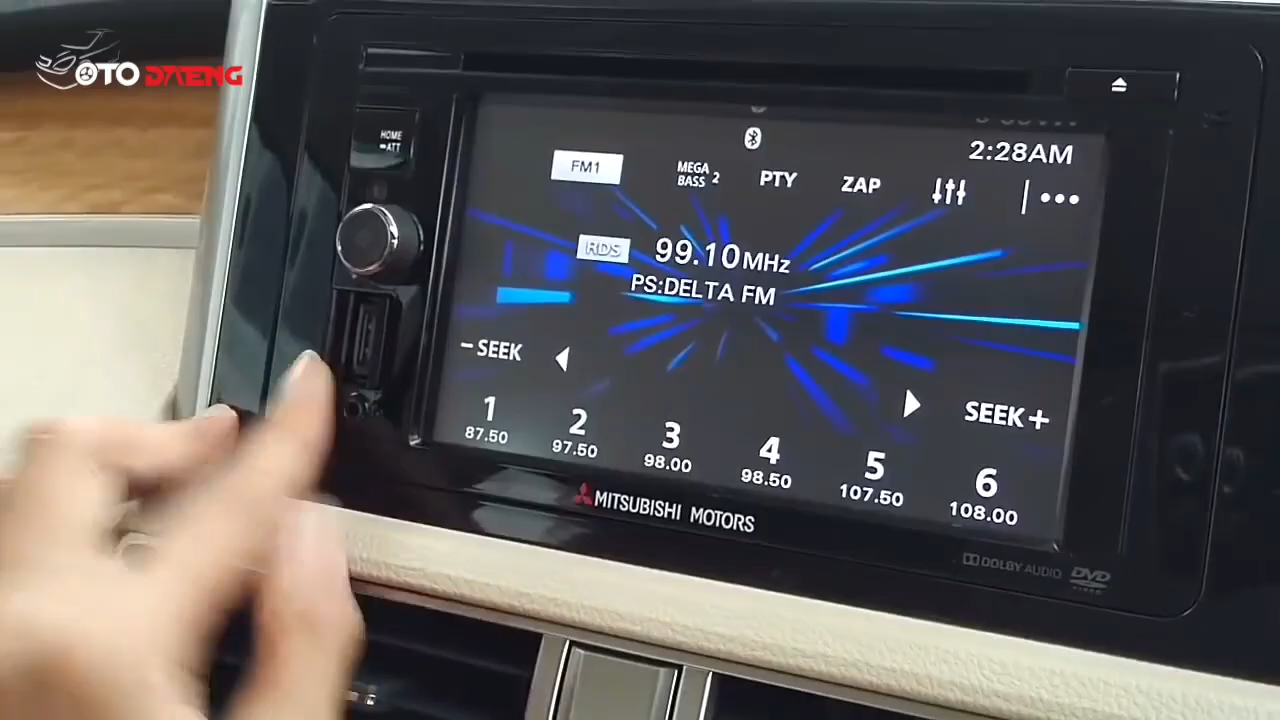 OTO DAENG
HOME
ATT
2:28AM
FM1
MEGA BASS 2
PTY
ZAP
RDS
99.10MHz
PS:DELTA FM
– SEEK
SEEK +
1
87.50
2
97.50
3
98.00
4
98.50
5
107.50
6
108.00
MITSUBISHI MOTORS
DOLBY AUDIO
DVD
VIDEO